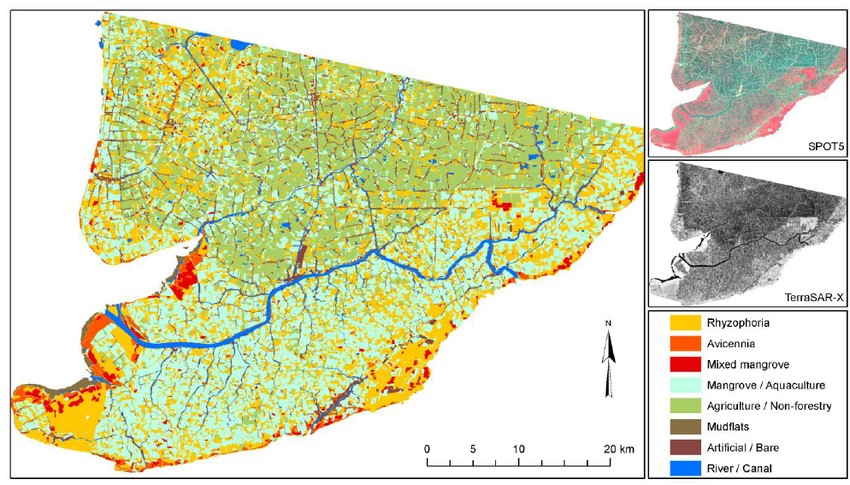 SPOT5
TerraSAR-X
Rhyzophoria
Avicennia
Mixed mangrove
Mangrove / Aquaculture
Agriculture / Non-forestry
Mudflats
Artificial / Bare
River / Canal
N
0 5 10 20 km